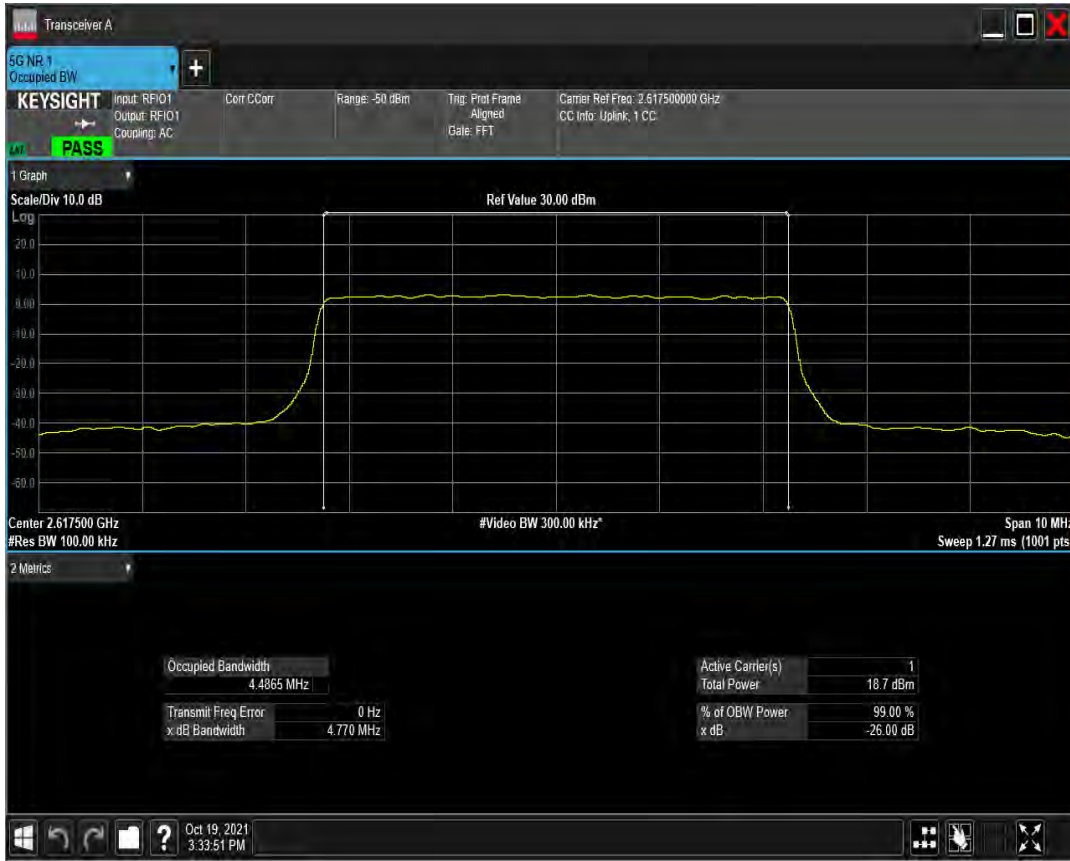 Transceiver A
5G NR 1
Occupied BW
+
KEYSIGHT
Input: RFIO1
Output: RFIO1
Coupling: AC
Corr CCorr
Range: -50 dBm
Trig: Prot Frame
Aligned
Gate: FFT
Carrier Ref Freq: 2.617500000 GHz
CC Info: Uplink, 1 CC
PASS
1 Graph
Scale/Div 10.0 dB
Ref Value 30.00 dBm
Log
20.0
10.0
0.00
-10.0
-20.0
-30.0
-40.0
-50.0
-60.0
Center 2.617500 GHz
#Video BW 300.00 kHz*
Span 10 MHz
#Res BW 100.00 kHz
Sweep 1.27 ms (1001 pts
2 Metrics
Occupied Bandwidth
4.4865 MHz
Transmit Freq Error 0 Hz
x dB Bandwidth 4.770 MHz
Active Carrier(s) 1
Total Power 18.7 dBm
% of OBW Power 99.00 %
x dB -26.00 dB
?
Oct 19, 2021
3:33:51 PM